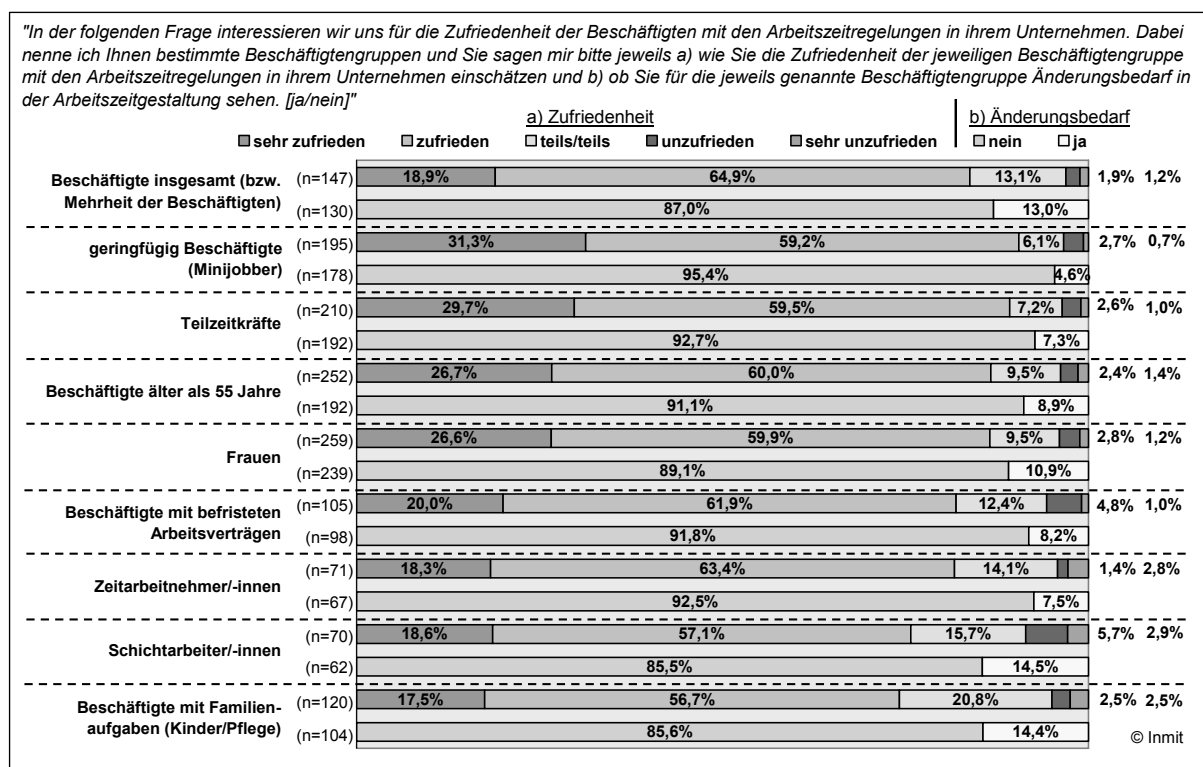 "In der folgenden Frage interessieren wir uns für die Zufriedenheit der Beschäftigten mit den Arbeitszeitregelungen in ihrem Unternehmen. Dabei
nenne ich Ihnen bestimmte Beschäftigtengruppen und Sie sagen mir bitte jeweils a) wie Sie die Zufriedenheit der jeweiligen Beschäftigtengruppe
mit den Arbeitszeitregelungen in ihrem Unternehmen einschätzen und b) ob Sie für die jeweils genannte Beschäftigtengruppe Änderungsbedarf in
der Arbeitszeitgestaltung sehen. [ja/nein]"
a) Zufriedenheit b) Änderungsbedarf
sehr zufrieden zufrieden teils/teils unzufrieden sehr unzufrieden nein ja
Beschäftigte insgesamt (bzw.
Mehrheit der Beschäftigten)
(n=147) 18,9% 64,9% 13,1% 1,9% 1,2%
(n=130) 87,0% 13,0%
geringfügig Beschäftigte
(Minijobber)
(n=195) 31,3% 59,2% 6,1% 2,7% 0,7%
(n=178) 95,4% 4,6%
Teilzeitkräfte
(n=210) 29,7% 59,5% 7,2% 2,6% 1,0%
(n=192) 92,7% 7,3%
Beschäftigte älter als 55 Jahre
(n=252) 26,7% 60,0% 9,5% 2,4% 1,4%
(n=192) 91,1% 8,9%
Frauen
(n=259) 26,6% 59,9% 9,5% 2,8% 1,2%
(n=239) 89,1% 10,9%
Beschäftigte mit befristeten
Arbeitsverträgen
(n=105) 20,0% 61,9% 12,4% 4,8% 1,0%
(n=98) 91,8% 8,2%
Zeitarbeitnehmer/-innen
(n=71) 18,3% 63,4% 14,1% 1,4% 2,8%
(n=67) 92,5% 7,5%
Schichtarbeiter/-innen
(n=70) 18,6% 57,1% 15,7% 5,7% 2,9%
(n=62) 85,5% 14,5%
Beschäftigte mit Familien-
aufgaben (Kinder/Pflege)
(n=120) 17,5% 56,7% 20,8% 2,5% 2,5%
(n=104) 85,6% 14,4%
© Inmit